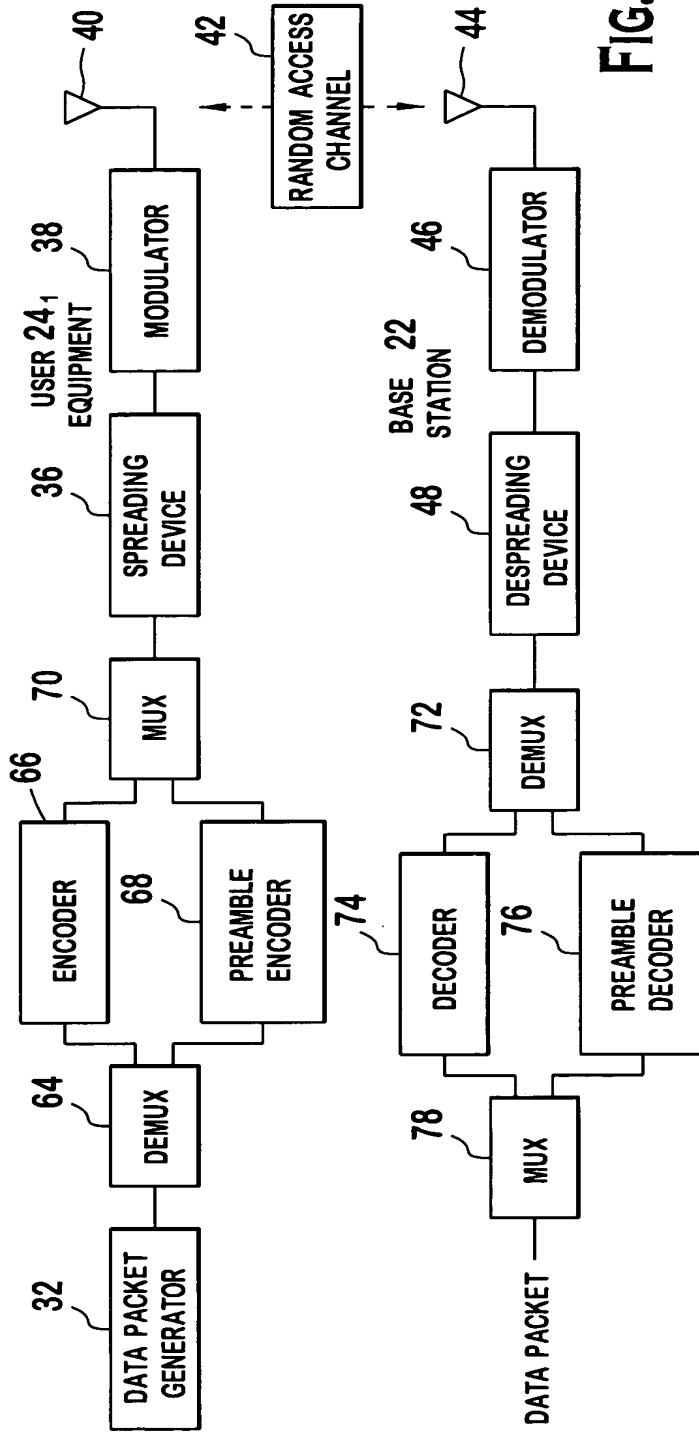 32
DATA PACKET
GENERATOR
64
DEMUX
66
ENCODER
68
PREAMBLE
ENCODER
70
MUX
36
SPREADING
DEVICE
USER 24₁
EQUIPMENT
38
MODULATOR
40
42
RANDOM ACCESS
CHANNEL
DATA PACKET
78
MUX
74
DECODER
76
PREAMBLE
DECODER
72
DEMUX
48
DESPREADING
DEVICE
BASE 22
STATION
46
DEMODULATOR
44
FIG.